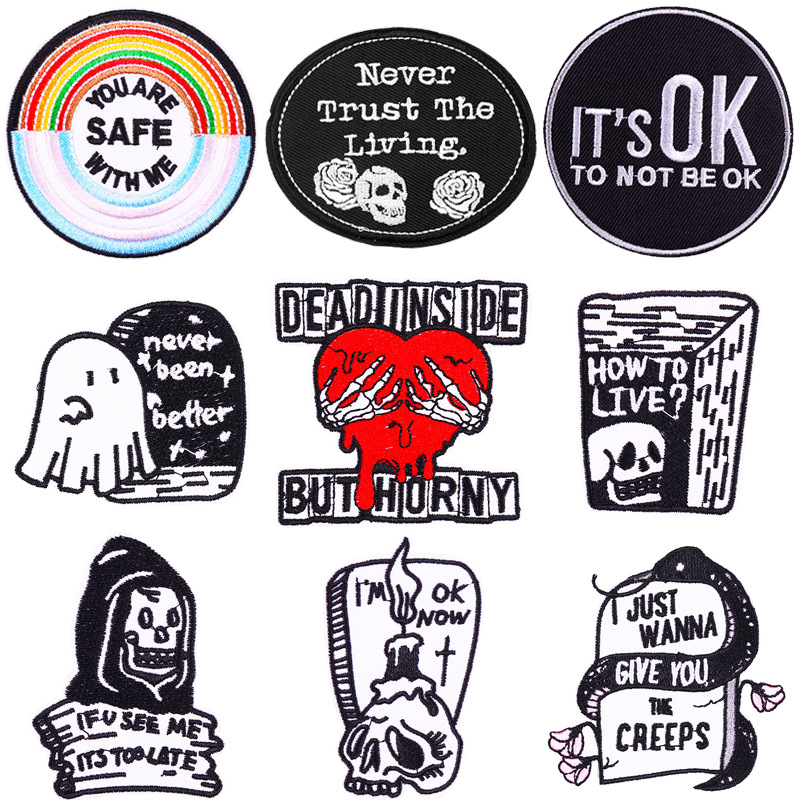 YOU ARE
SAFE
WITH ME
Never
Trust The
Living.
IT'S OK
TO NOT BE OK
never
been
better
DEAD INSIDE
BUT HORNY
HOW TO
LIVE?
IF U SEE ME
ITS TOO LATE
I'M OK
NOW
I JUST
WANNA
GIVE YOU
THE
CREEPS